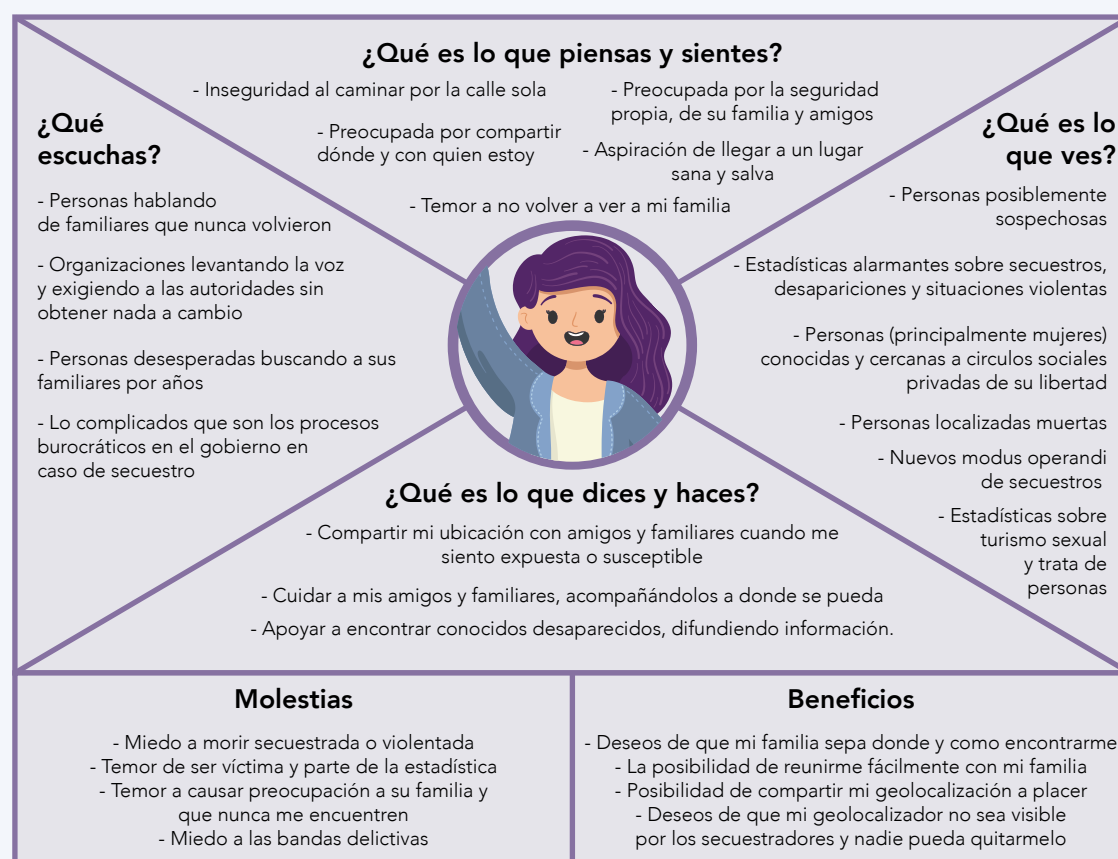 ¿Qué es lo que piensas y sientes?
- Inseguridad al caminar por la calle sola
- Preocupada por la seguridad
propia, de su familia y amigos
- Preocupada por compartir
dónde y con quien estoy
- Aspiración de llegar a un lugar
sana y salva
- Temor a no volver a ver a mi familia
¿Qué
escuchas?
- Personas hablando
de familiares que nunca volvieron
- Organizaciones levantando la voz
y exigiendo a las autoridades sin
obtener nada a cambio
- Personas desesperadas buscando a sus
familiares por años
- Lo complicados que son los procesos
burocráticos en el gobierno en
caso de secuestro
¿Qué es lo
que ves?
- Personas posiblemente
sospechosas
- Estadísticas alarmantes sobre secuestros,
desapariciones y situaciones violentas
- Personas (principalmente mujeres)
conocidas y cercanas a circulos sociales
privadas de su libertad
- Personas localizadas muertas
- Nuevos modus operandi
de secuestros
- Estadísticas sobre
turismo sexual
y trata de
personas
¿Qué es lo que dices y haces?
- Compartir mi ubicación con amigos y familiares cuando me
siento expuesta o susceptible
- Cuidar a mis amigos y familiares, acompañándolos a donde se pueda
- Apoyar a encontrar conocidos desaparecidos, difundiendo información.
Molestias
- Miedo a morir secuestrada o violentada
- Temor de ser víctima y parte de la estadística
- Temor a causar preocupación a su familia y
que nunca me encuentren
- Miedo a las bandas delictivas
Beneficios
- Deseos de que mi familia sepa donde y como encontrarme
- La posibilidad de reunirme fácilmente con mi familia
- Posibilidad de compartir mi geolocalización a placer
- Deseos de que mi geolocalizador no sea visible
por los secuestradores y nadie pueda quitarmelo